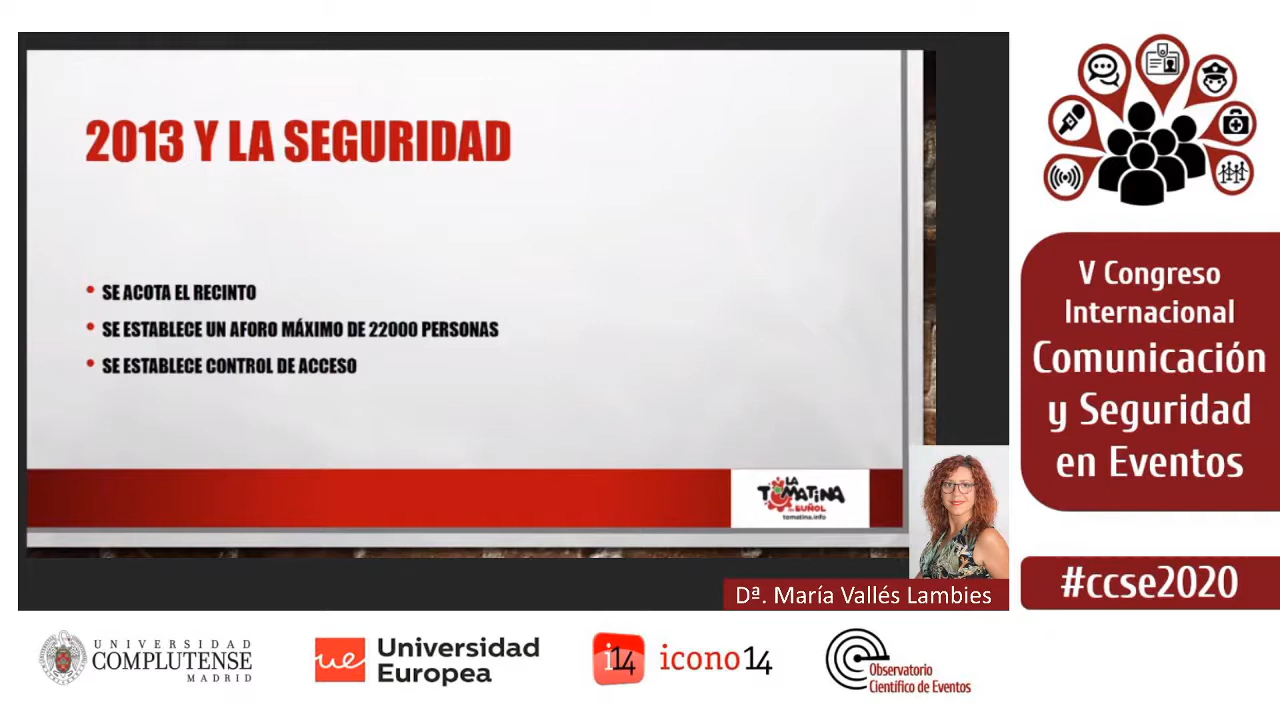 2013 Y LA SEGURIDAD
SE ACOTA EL RECINTO
SE ESTABLECE UN AFORO MÁXIMO DE 22000 PERSONAS
SE ESTABLECE CONTROL DE ACCESO
LA
TOMATINA
BUÑOL
tomatina.info
Dª. María Vallés Lambies
V Congreso
Internacional
Comunicación
y Seguridad
en Eventos
#ccse2020
UNIVERSIDAD
COMPLUTENSE
MADRID
ue
Universidad
Europea
i14
icono14
Observatorio
Científico de Eventos